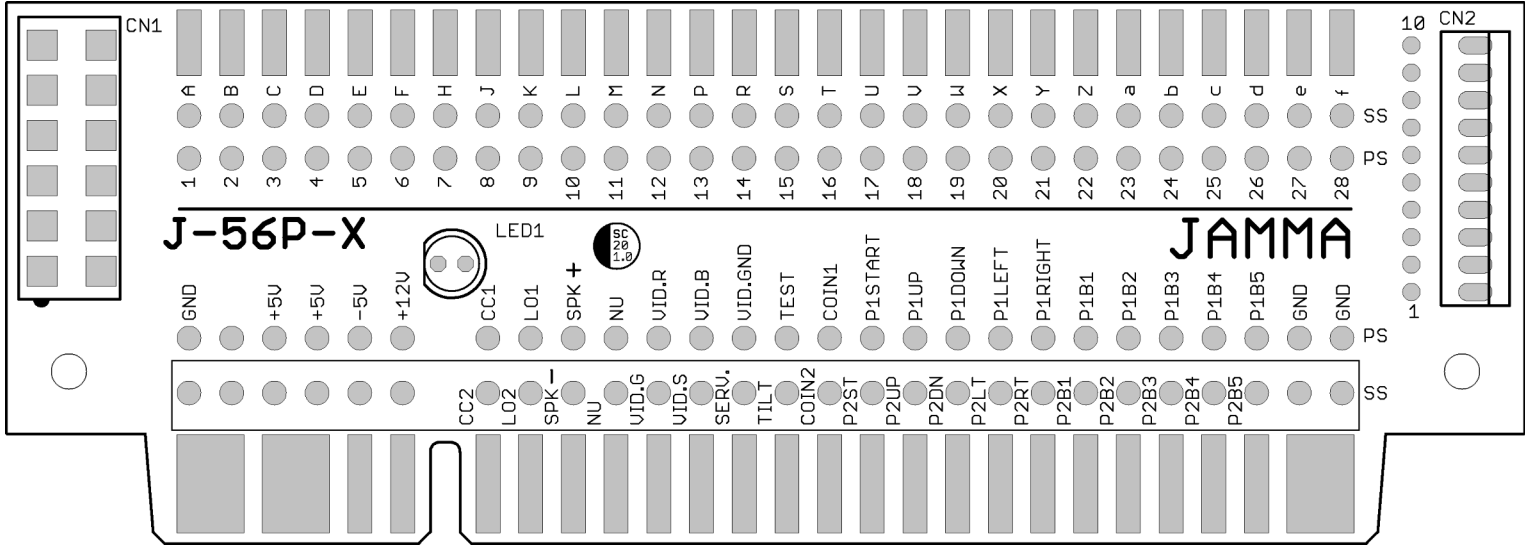 CN1
10 CN2
A B C D E F H J K L M N P R S T U V W X Y Z a b c d e f
SS
PS
1 2 3 4 5 6 7 8 9 10 11 12 13 14 15 16 17 18 19 20 21 22 23 24 25 26 27 28
J-56P-X
LED1
SC
20
1.0
JAMMA
1
GND +5V +5V -5V +12V CC1 LO1 SPK+ NU VID.R VID.B VID.GND TEST COIN1 P1START P1UP P1DOWN P1LEFT P1RIGHT P1B1 P1B2 P1B3 P1B4 P1B5 GND GND
PS
CC2 LO2 SPK- NU VID.G VID.S SERV. TILT COIN2 P2ST P2UP P2DN P2LT P2RT P2B1 P2B2 P2B3 P2B4 P2B5
SS